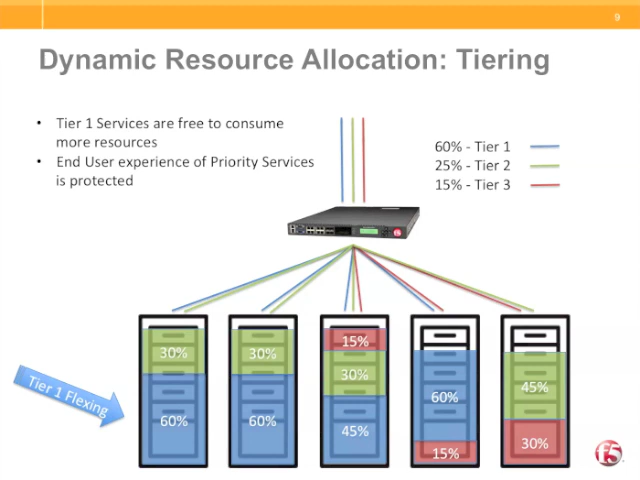 9
Dynamic Resource Allocation: Tiering
• Tier 1 Services are free to consume
more resources
• End User experience of Priority Services
is protected
60% - Tier 1
25% - Tier 2
15% - Tier 3
f5
Tier 1 Flexing
30%
60%
30%
60%
15%
30%
45%
60%
15%
45%
30%
f5